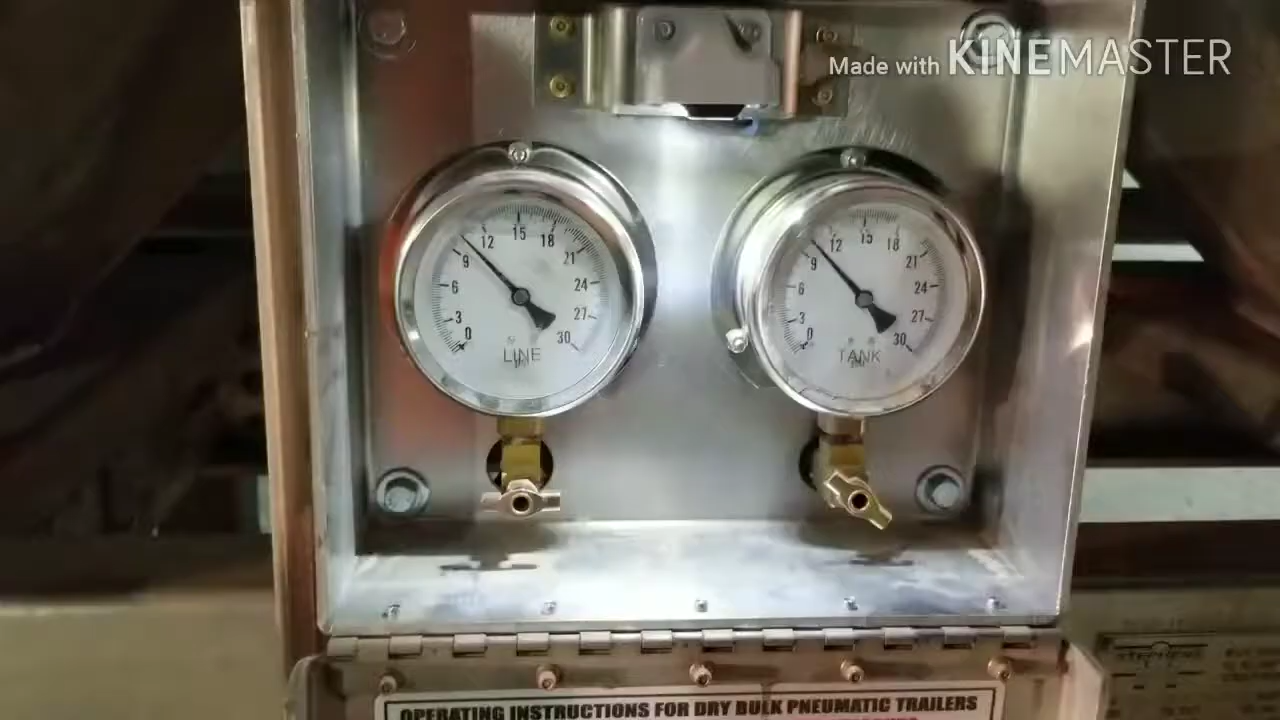 Made with KINEMASTER
0 3 6 9 12 15 18 21 24 27 30
LINE
0 3 6 9 12 15 18 21 24 27 30
TANK
OPERATING INSTRUCTIONS FOR DRY BULK PNEUMATIC TRAILERS